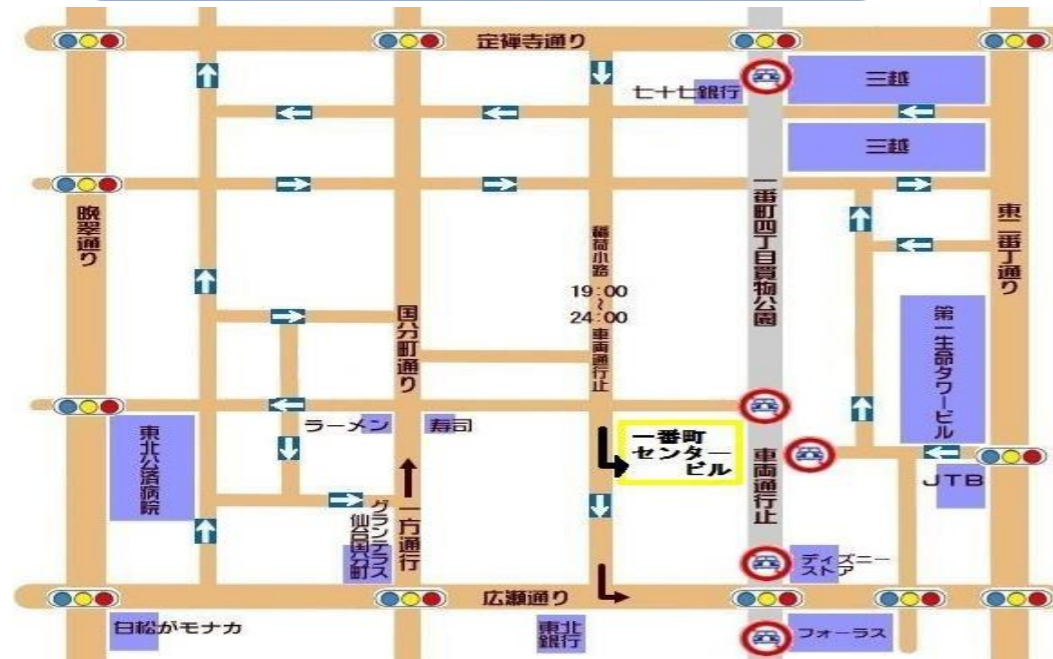 定禅寺通り
七十七銀行
三越
三越
晩翠通り
国分町通り
稲荷小路
19:00
～
24:00
車両通行止
一番町四丁目買物公園
東二番丁通り
第一生命タワービル
東北公済病院
ラーメン
寿司
一番町
センター
ビル
車両通行止
JTB
グランテラス
仙台国分町
一方通行
ディズニー
ストア
広瀬通り
白松がモナカ
東北
銀行
フォーラス